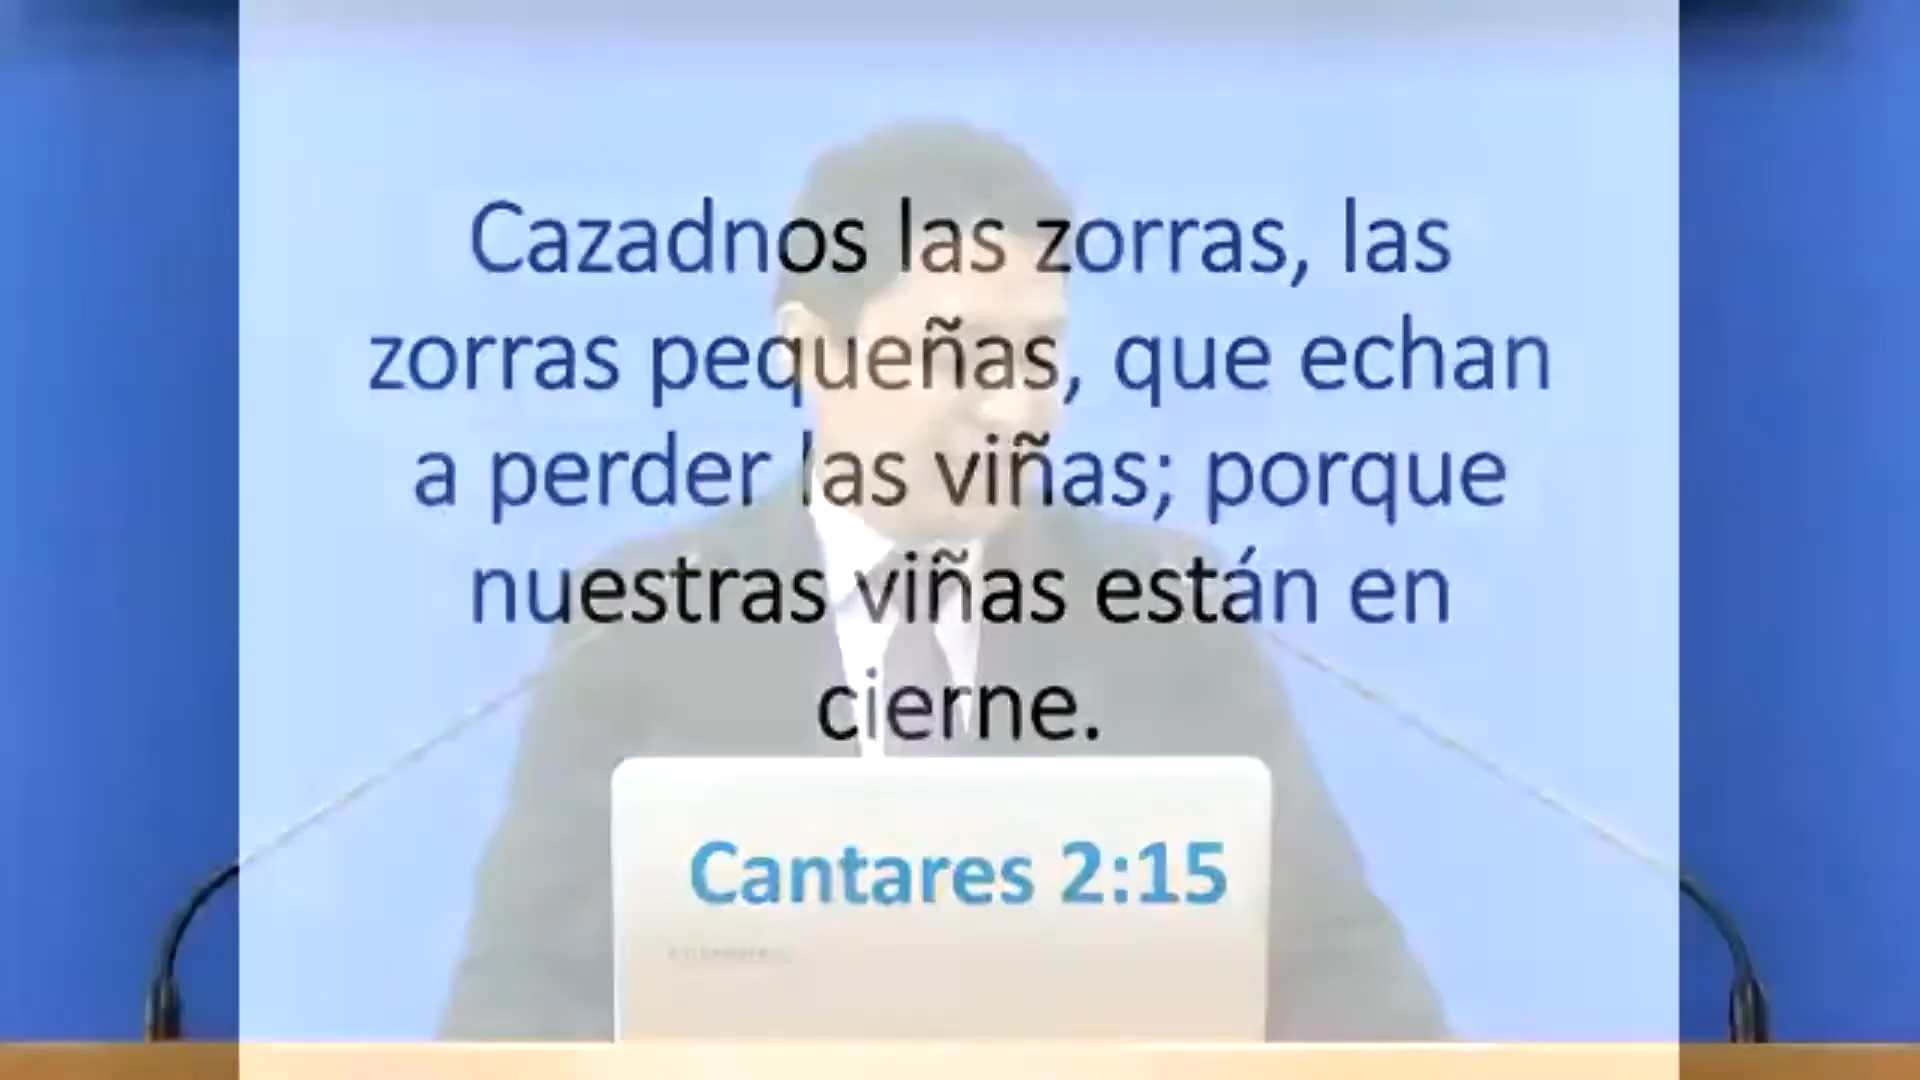 Cazadnos las zorras, las
zorras pequeñas, que echan
a perder las viñas; porque
nuestras viñas están en
cierne.
Cantares 2:15